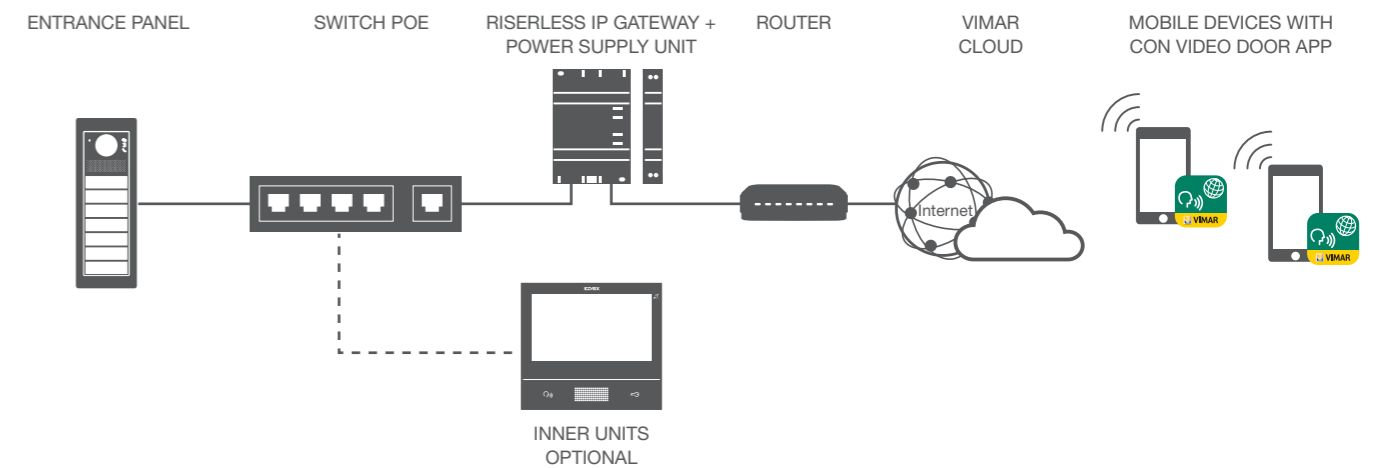 ENTRANCE PANEL
SWITCH POE
RISERLESS IP GATEWAY +
POWER SUPPLY UNIT
ROUTER
VIMAR
CLOUD
MOBILE DEVICES WITH
CON VIDEO DOOR APP
Internet
VIMAR
VIMAR
INNER UNITS
OPTIONAL